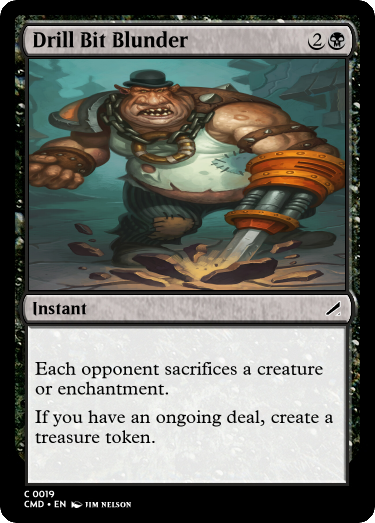 Drill Bit Blunder 2
Instant
Each opponent sacrifices a creature
or enchantment.
If you have an ongoing deal, create a
treasure token.
C 0019
CMD • EN JIM NELSON